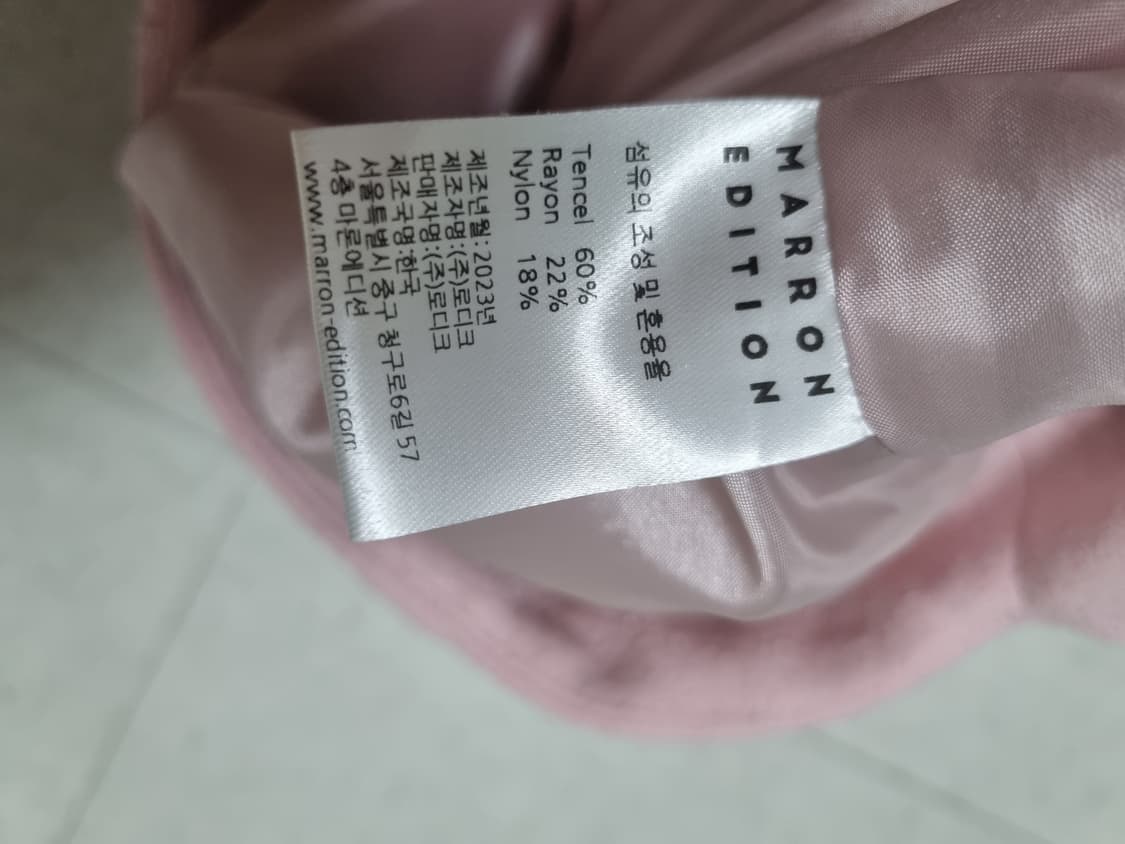 MARRON
EDITION
섬유의 조성 및 혼용율
Tencel 60%
Rayon 22%
Nylon 18%
제조년월: 2023년
제조자명:(주)로디크
판매자명:(주)로디크
제조국명:한국
서울특별시 중구 청구로6길 57
4층 마론에디션
www.marron-edition.com